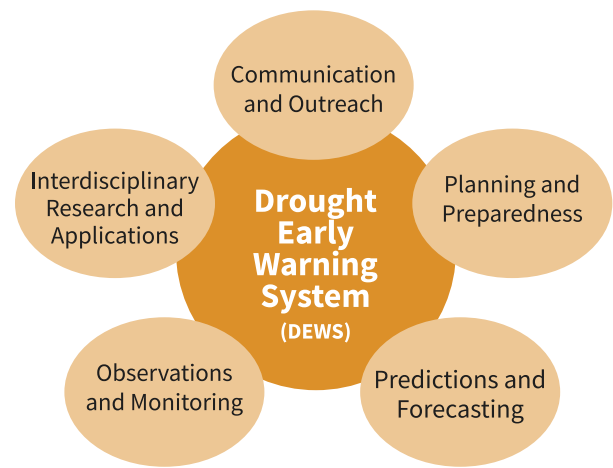 Communication
and Outreach
Interdisciplinary
Research and
Applications
Planning and
Preparedness
Drought
Early
Warning
System
(DEWS)
Observations
and Monitoring
Predictions and
Forecasting